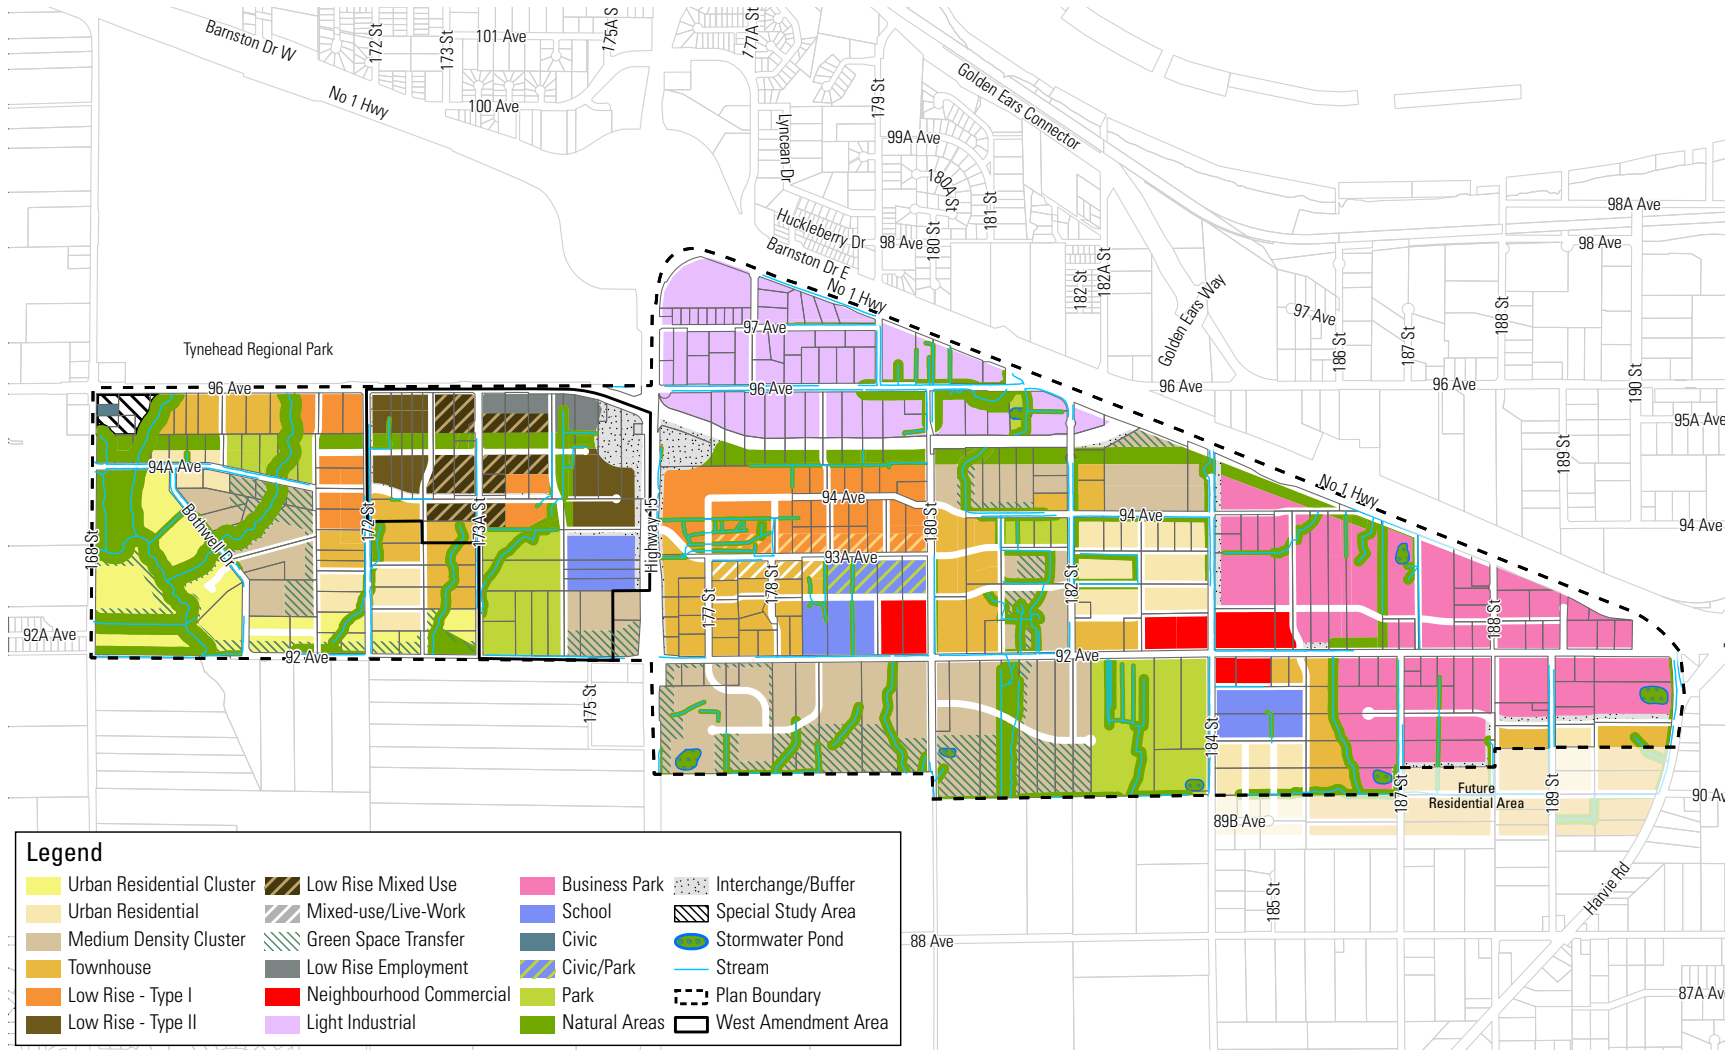 Barnston Dr W
172 St
173 St
101 Ave
175A S
177A St
No 1 Hwy
100 Ave
Lyncean Dr
179 St
99A Ave
Golden Ears Connector
180A St
181 St
Huckleberry Dr
98 Ave
180 St
Barnston Dr E
No 1 Hwy
182 St
182A St
98A Ave
98 Ave
Golden Ears Way
97 Ave
186 St
187 St
188 St
190 St
Tynehead Regional Park
97 Ave
96 Ave
96 Ave
96 Ave
96 Ave
95A Ave
94A Ave
189 St
No 1 Hwy
94 Ave
94 Ave
94 Ave
168 St
Bothwell Dr
172 St
173A St
Highway 15
180 St
93A Ave
177 St
178 St
182 St
188 St
92A Ave
92 Ave
92 Ave
175 St
184 St
187 St
189 St
Future
Residential Area
90 Av
89B Ave
185 St
Harvie Rd
88 Ave
87A Av
Legend
Urban Residential Cluster
Urban Residential
Medium Density Cluster
Townhouse
Low Rise - Type I
Low Rise - Type II
Low Rise Mixed Use
Mixed-use/Live-Work
Green Space Transfer
Low Rise Employment
Neighbourhood Commercial
Light Industrial
Business Park
School
Civic
Civic/Park
Park
Natural Areas
Interchange/Buffer
Special Study Area
Stormwater Pond
Stream
Plan Boundary
West Amendment Area